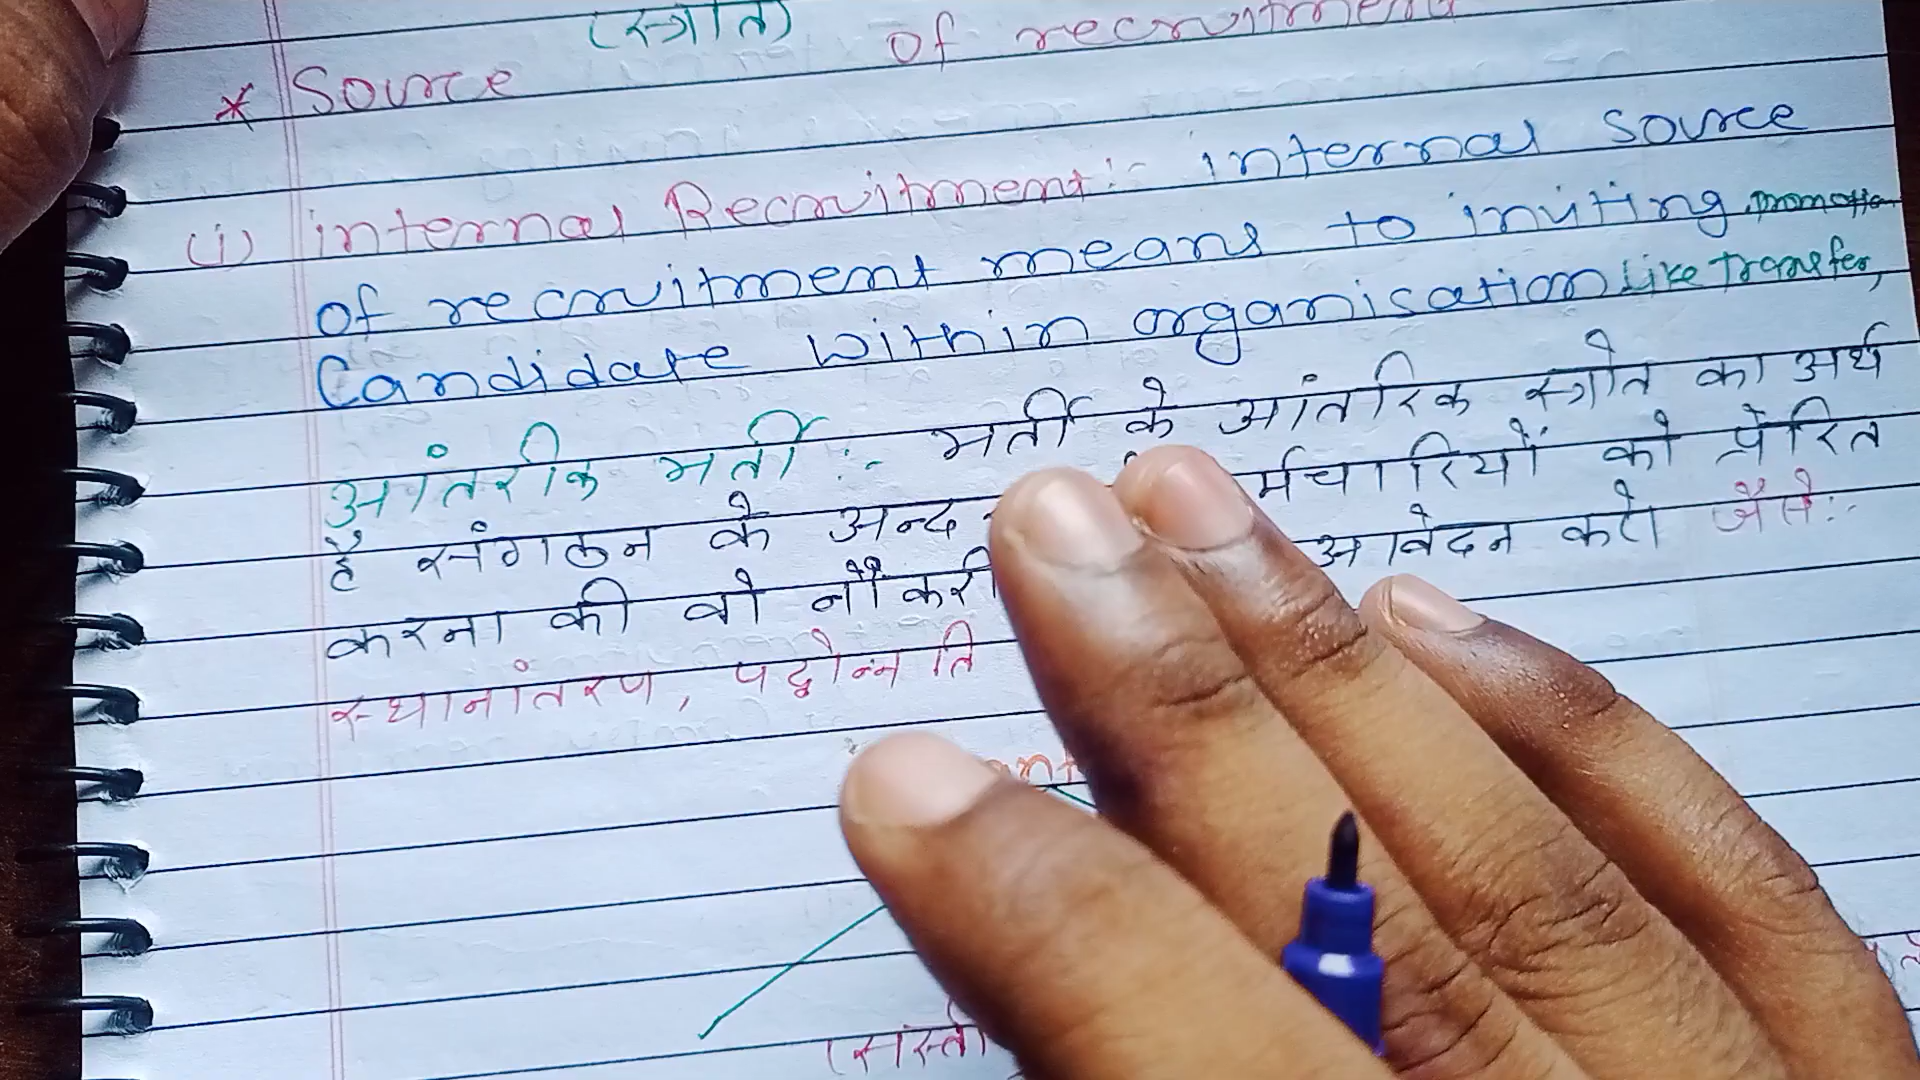 (स्त्रोत)
* Source of recruitment
(i) internal Recruitment :- internal source
of recruitment means to inviting promotion
Candidate within organisation like transfer,
आंतरीक भर्ती :- भर्ती के आंतरिक स्त्रोत का अर्थ
है संगठन के अन्द र्मचारियों को प्रेरित
करना की वो नौकरी आवेदन करो जैसे:-
स्थानांतरण, पद्वोन्नति
(सस्ती